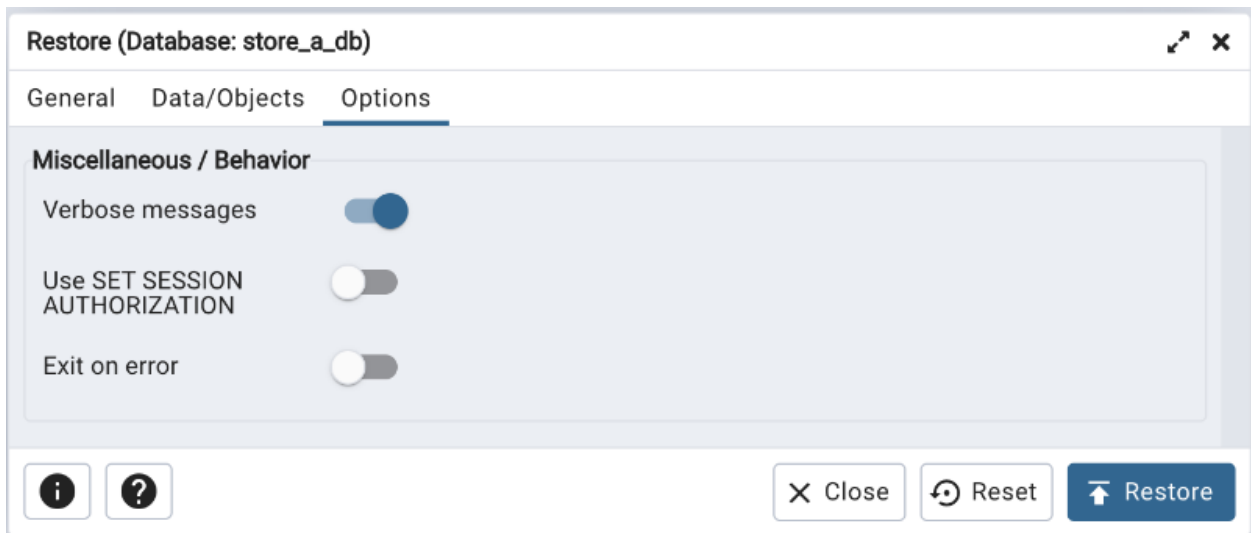 Restore (Database: store_a_db)
General Data/Objects Options
Miscellaneous / Behavior
Verbose messages
Use SET SESSION
AUTHORIZATION
Exit on error
Close Reset Restore